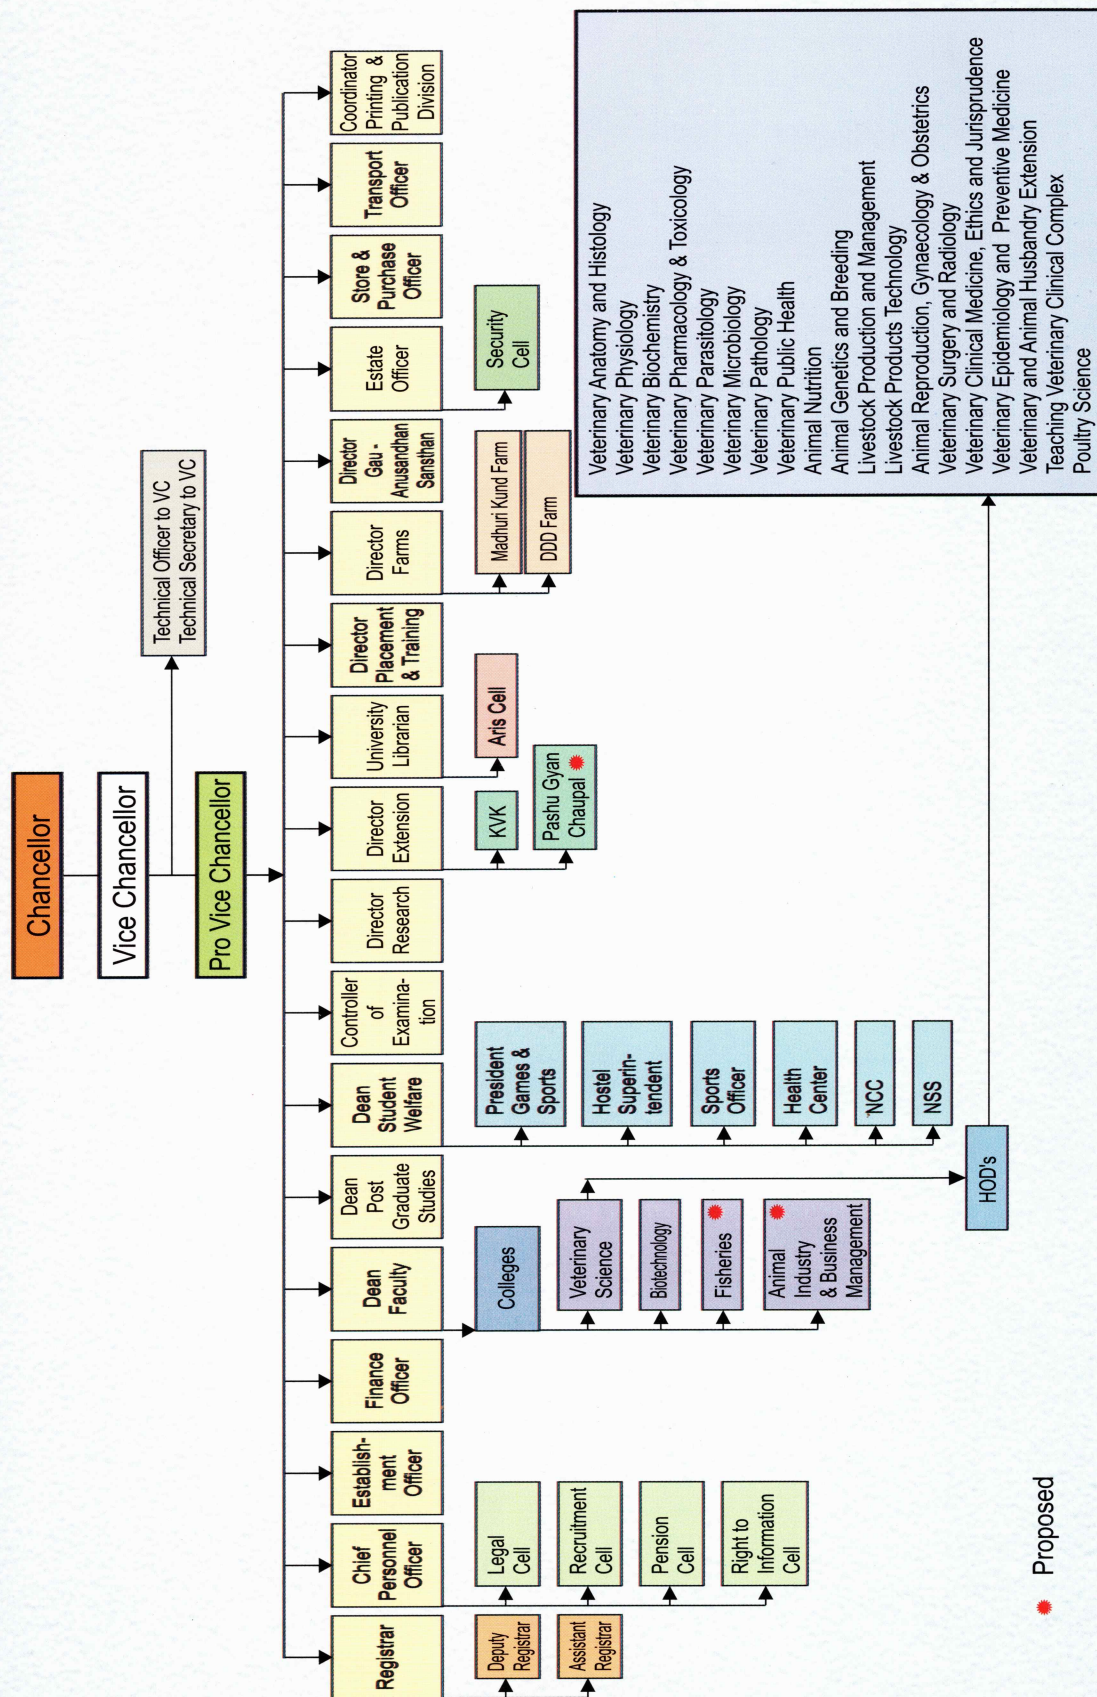 Chancellor
Vice Chancellor
Technical Officer to VC
Technical Secretary to VC
Pro Vice Chancellor
Registrar
Chief
Personnel
Officer
Establish-
ment
Officer
Finance
Officer
Dean
Faculty
Dean
Post
Graduate
Studies
Dean
Student
Welfare
Controller
of
Examina-
tion
Director
Research
Director
Extension
University
Librarian
Director
Placement
& Training
Director
Farms
Director
Gau -
Anusandhan
Sansthan
Estate
Officer
Store &
Purchase
Officer
Transport
Officer
Coordinator
Printing &
Publication
Division
Deputy
Registrar
Assistant
Registrar
Legal
Cell
Recruitment
Cell
Pension
Cell
Right to
Information
Cell
Colleges
Veterinary
Science
Biotechnology
Fisheries
Animal
Industry
& Business
Management
President
Games &
Sports
Hostel
Superin-
tendent
Sports
Officer
Health
Center
NCC
NSS
KVK
Pashu Gyan
Chaupal
Aris Cell
Madhuri Kund Farm
DDD Farm
Security
Cell
HOD's
Veterinary Anatomy and Histology
Veterinary Physiology
Veterinary Biochemistry
Veterinary Pharmacology & Toxicology
Veterinary Parasitology
Veterinary Microbiology
Veterinary Pathology
Veterinary Public Health
Animal Nutrition
Animal Genetics and Breeding
Livestock Production and Management
Livestock Products Technology
Animal Reproduction, Gynaecology & Obstetrics
Veterinary Surgery and Radiology
Veterinary Clinical Medicine, Ethics and Jurisprudence
Veterinary Epidemiology and Preventive Medicine
Veterinary and Animal Husbandry Extension
Teaching Veterinary Clinical Complex
Poultry Science
Proposed